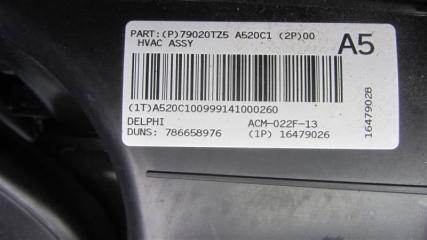 PART:(P)79020TZ5 A520C1 (2P)00
HVAC ASSY
A5
(1T)A520C100999141000260
DELPHI ACM-022F-13
DUNS: 786658976 (1P) 16479026
16479028